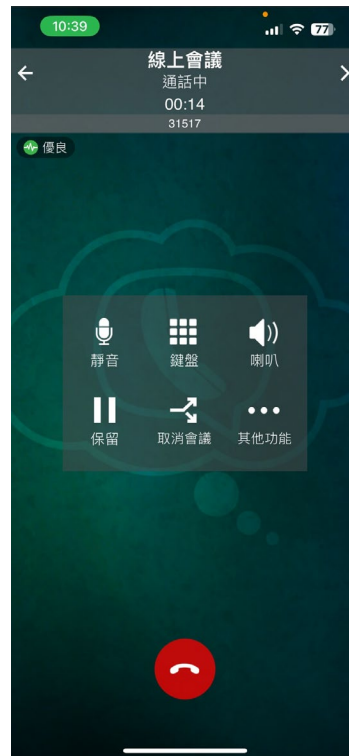 10:39
77
線上會議
通話中
00:14
31517
優良
靜音
鍵盤
喇叭
保留
取消會議
其他功能